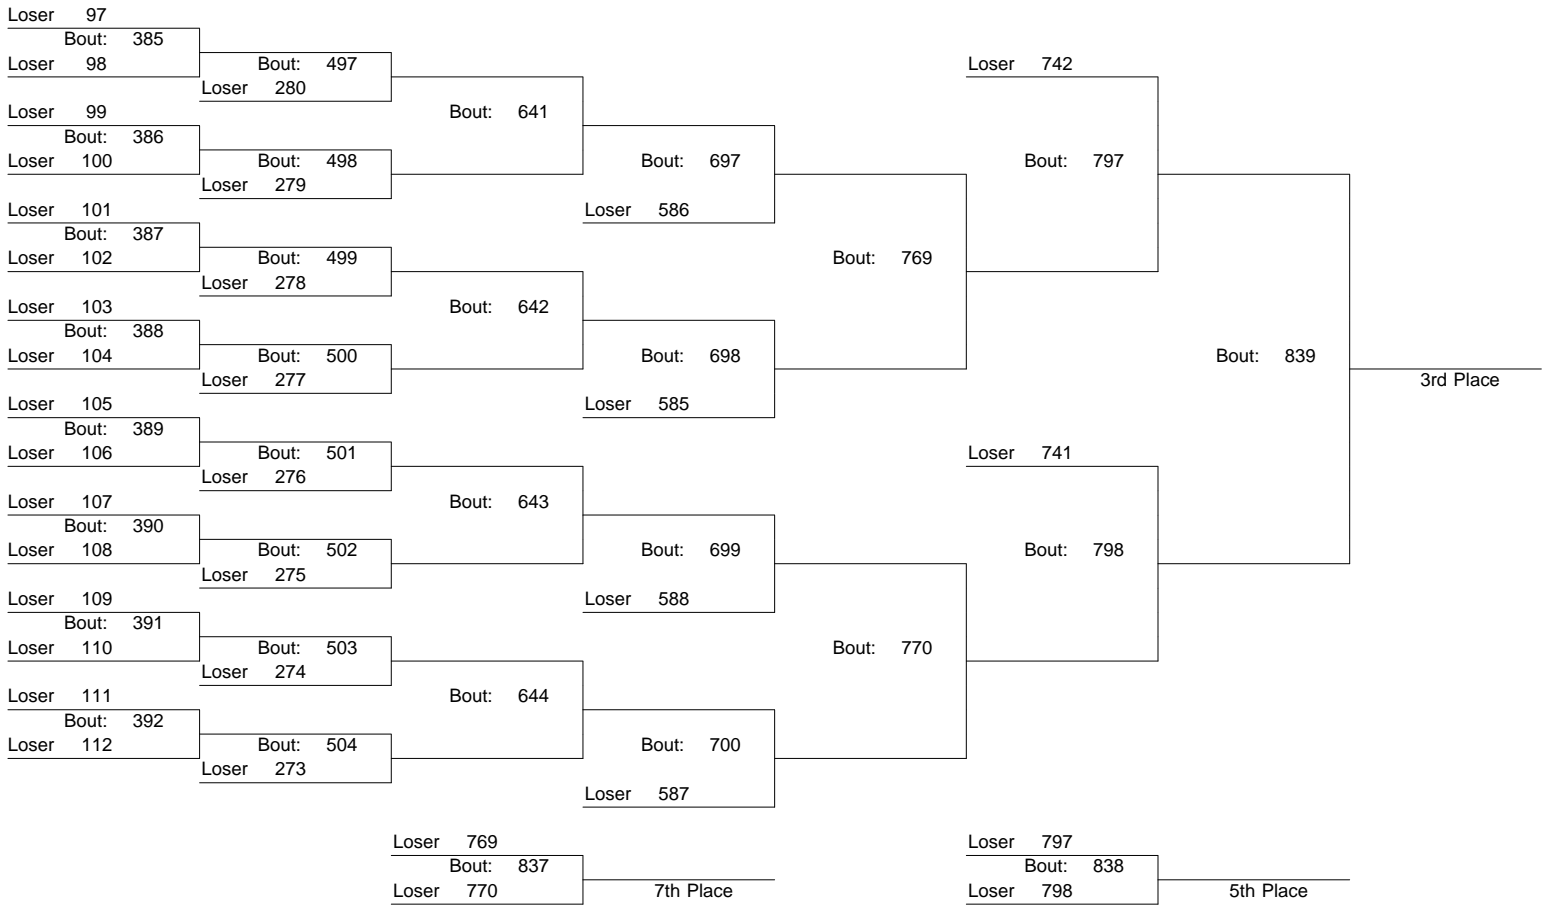 Loser 97
Bout: 385
Loser 98 Bout: 497 Loser 742
Loser 280
Loser 99 Bout: 641
Bout: 386
Loser 100 Bout: 498 Bout: 697 Bout: 797
Loser 279
Loser 101 Loser 586
Bout: 387
Loser 102 Bout: 499 Bout: 769
Loser 278
Loser 103 Bout: 642
Bout: 388
Loser 104 Bout: 500 Bout: 698 Bout: 839
Loser 277 3rd Place
Loser 105 Loser 585
Bout: 389
Loser 106 Bout: 501 Loser 741
Loser 276
Loser 107 Bout: 643
Bout: 390
Loser 108 Bout: 502 Bout: 699 Bout: 798
Loser 275
Loser 109 Loser 588
Bout: 391
Loser 110 Bout: 503 Bout: 770
Loser 274
Loser 111 Bout: 644
Bout: 392
Loser 112 Bout: 504 Bout: 700
Loser 273
Loser 587
Loser 769 Loser 797
Bout: 837 Bout: 838
Loser 770 7th Place Loser 798 5th Place